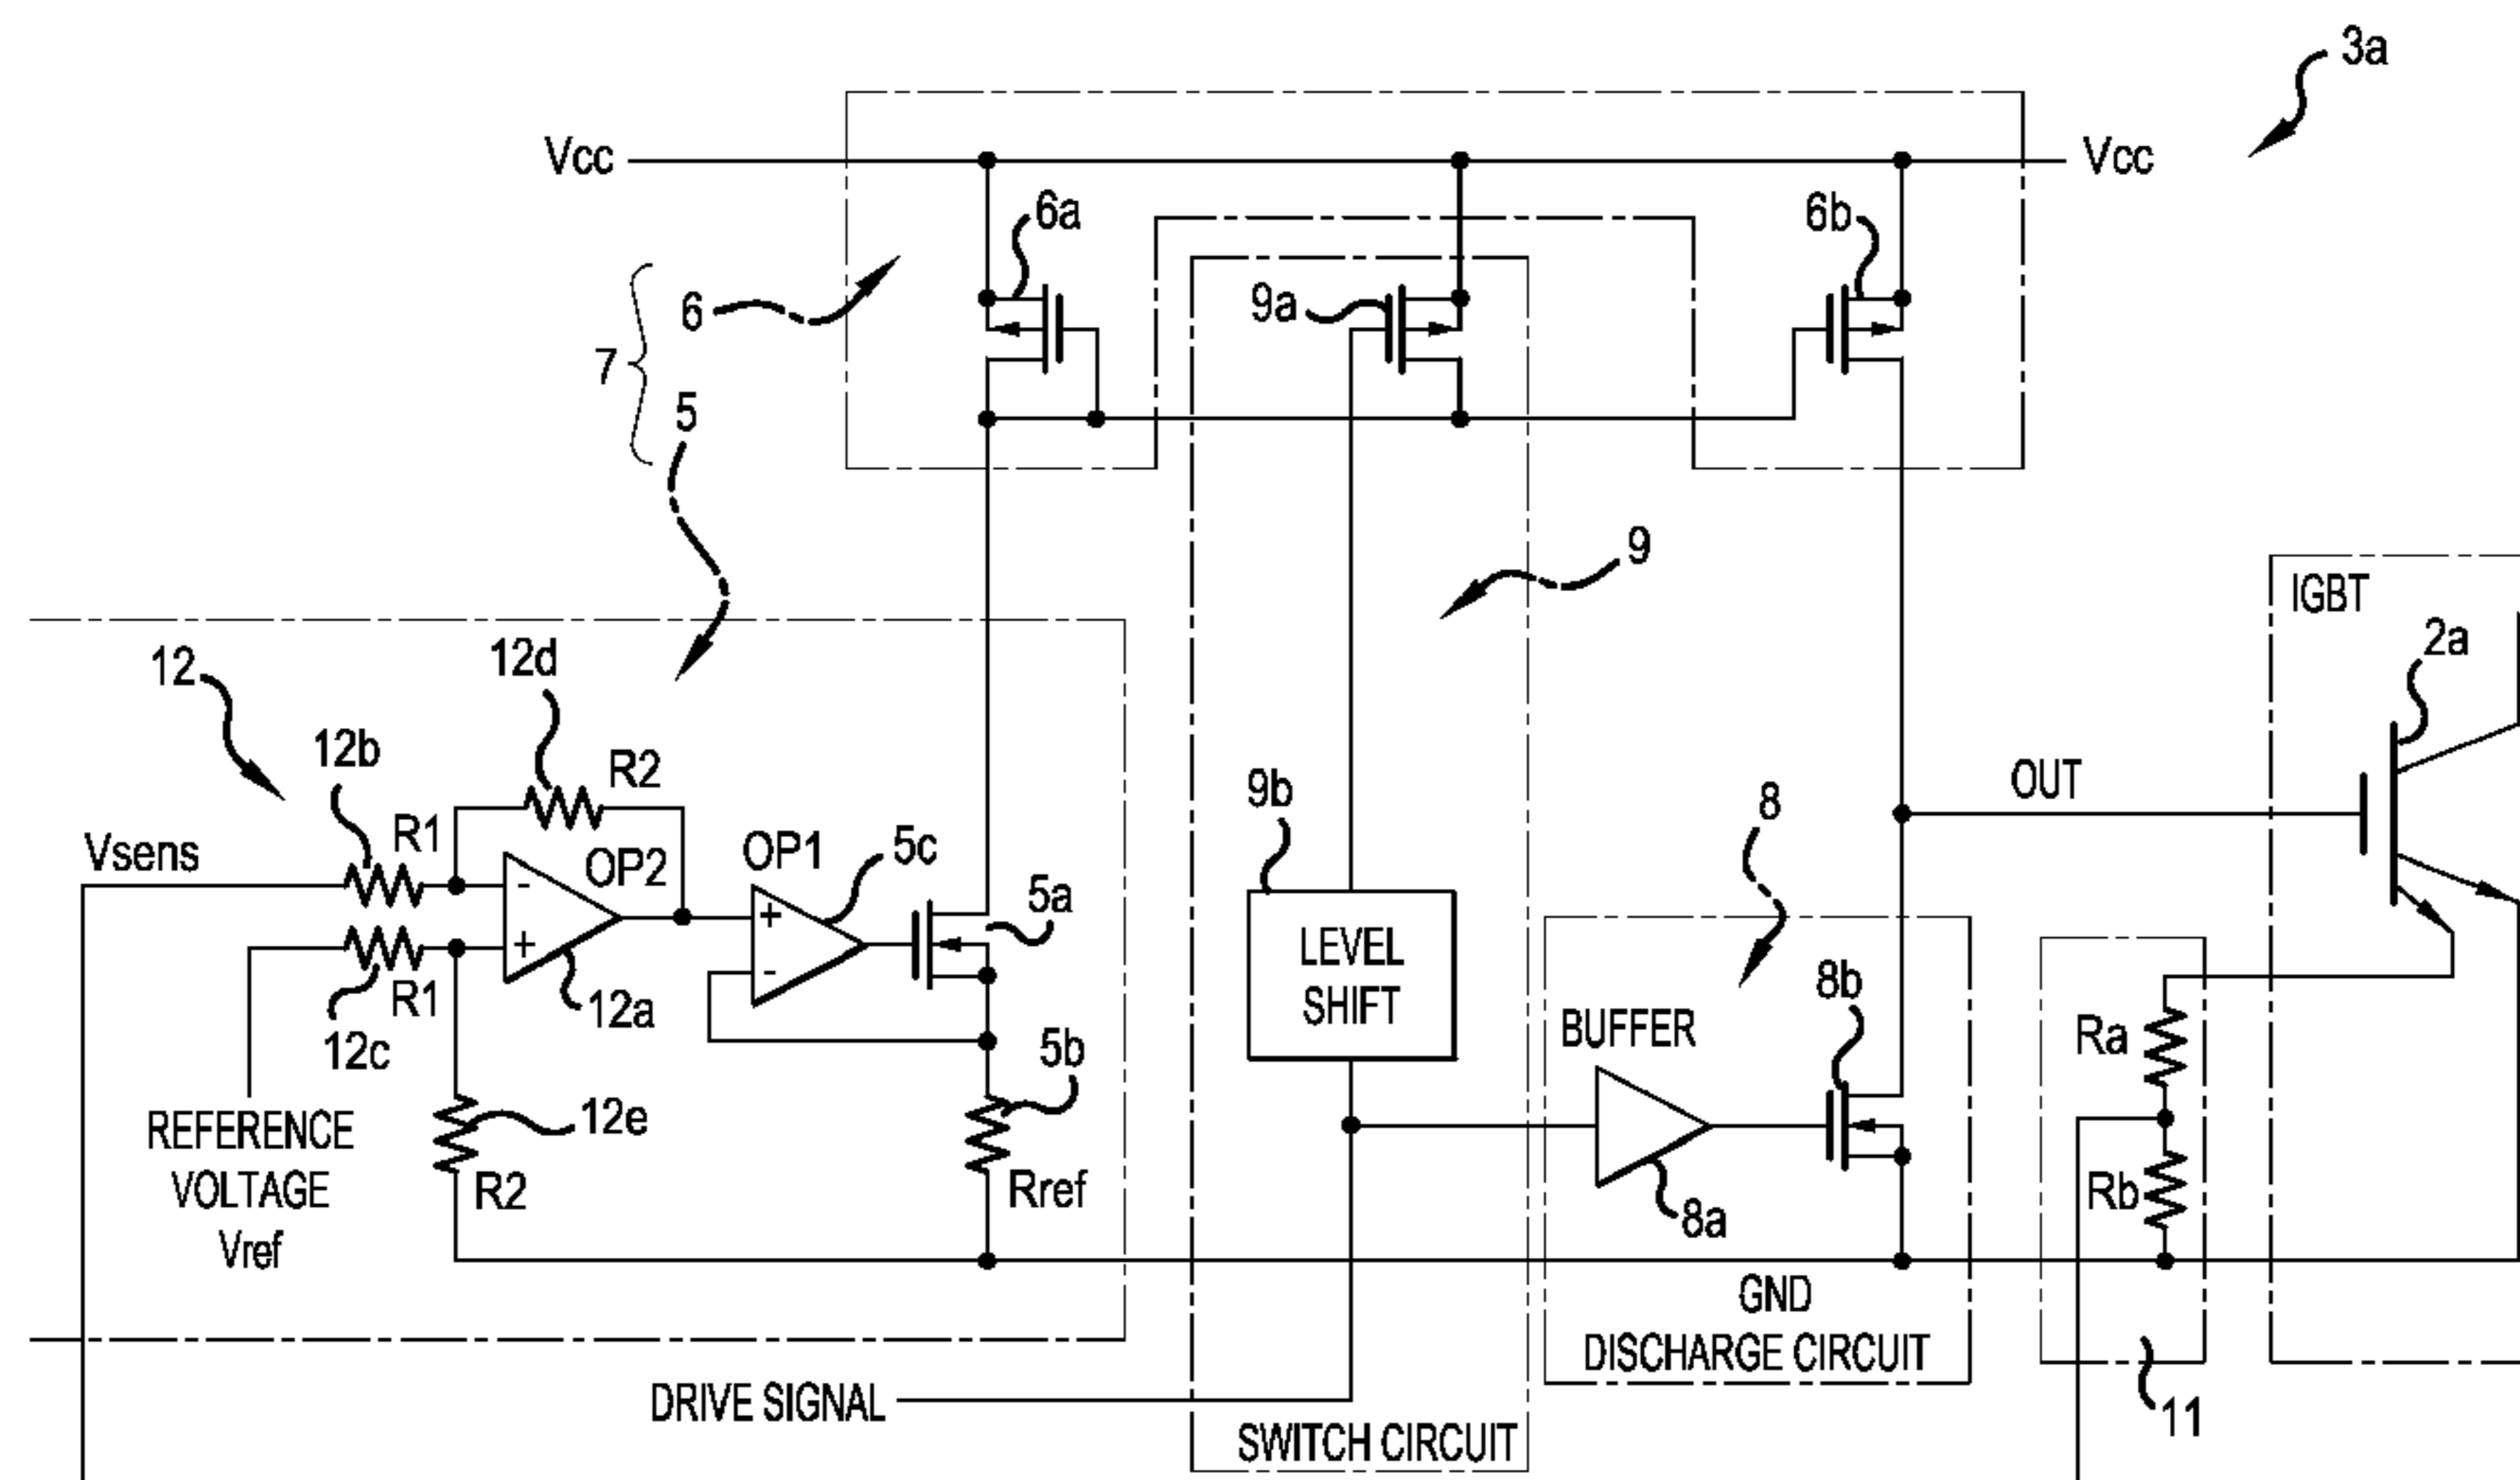 3a
Vcc
Vcc
6a
6b
6
9a
7
5
9
IGBT
12
12d
2a
12b
R2
9b
OUT
8
Vsens
R1
OP2
OP1
5c
5a
LEVEL
SHIFT
8b
R1
12a
BUFFER
Ra
12c
5b
REFERENCE
VOLTAGE
Vref
12e
R2
Rref
8a
Rb
GND
DISCHARGE CIRCUIT
DRIVE SIGNAL
11
SWITCH CIRCUIT
-
+
+
-